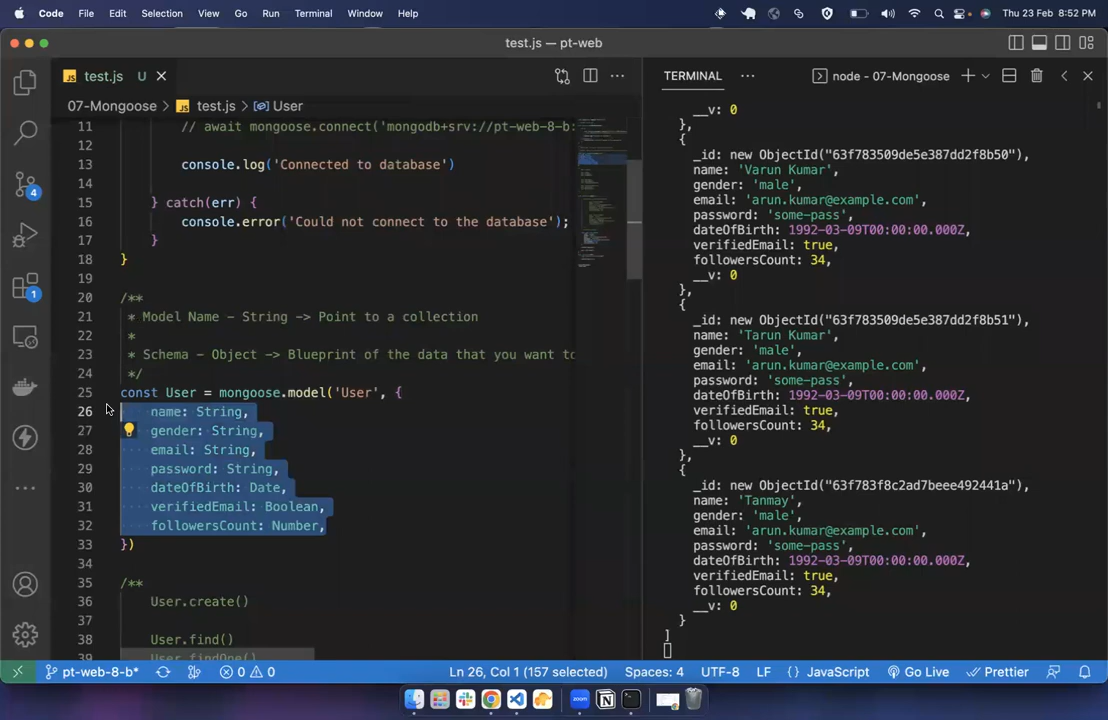 Code File Edit Selection View Go Run Terminal Window Help Thu 23 Feb 8:52 PM
test.js — pt-web
test.js U
07-Mongoose > test.js > User
11 // await mongoose.connect('mongodb+srv://pt-web-8-b:
12
13 console.log('Connected to database')
14
15 } catch(err) {
16 console.error('Could not connect to the database');
17 }
18 }
19
20 /**
21 * Model Name - String -> Point to a collection
22 *
23 * Schema - Object -> Blueprint of the data that you want to
24 */
25 const User = mongoose.model('User', {
26 name: String,
27 gender: String,
28 email: String,
29 password: String,
30 dateOfBirth: Date,
31 verifiedEmail: Boolean,
32 followersCount: Number,
33 })
34
35 /**
36 User.create()
37
38 User.find()
39 User.findOne()
4
1
TERMINAL
node - 07-Mongoose
__v: 0
},
{
_id: new ObjectId("63f783509de5e387dd2f8b50"),
name: 'Varun Kumar',
gender: 'male',
email: 'arun.kumar@example.com',
password: 'some-pass',
dateOfBirth: 1992-03-09T00:00:00.000Z,
verifiedEmail: true,
followersCount: 34,
__v: 0
},
{
_id: new ObjectId("63f783509de5e387dd2f8b51"),
name: 'Tarun Kumar',
gender: 'male',
email: 'arun.kumar@example.com',
password: 'some-pass',
dateOfBirth: 1992-03-09T00:00:00.000Z,
verifiedEmail: true,
followersCount: 34,
__v: 0
},
{
_id: new ObjectId("63f783f8c2ad7beee492441a"),
name: 'Tanmay',
gender: 'male',
email: 'arun.kumar@example.com',
password: 'some-pass',
dateOfBirth: 1992-03-09T00:00:00.000Z,
verifiedEmail: true,
followersCount: 34,
__v: 0
}
]
pt-web-8-b* 0 0 Ln 26, Col 1 (157 selected) Spaces: 4 UTF-8 LF {} JavaScript Go Live Prettier
zoom